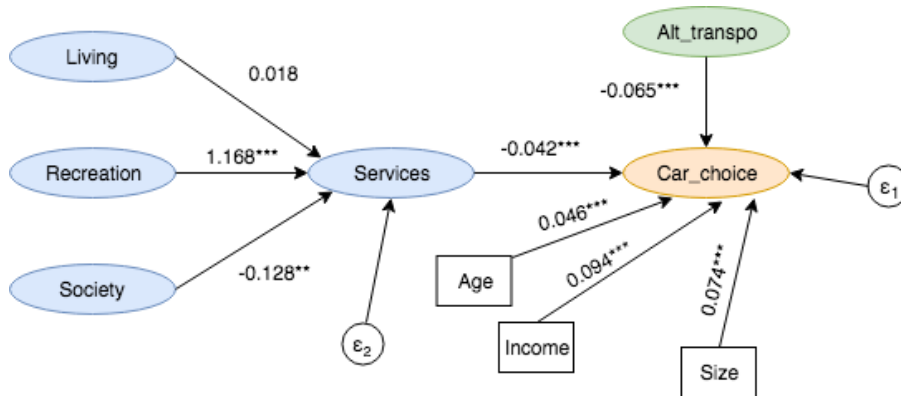 Living
Alt_transpo
0.018
-0.065***
Recreation
1.168***
Services
-0.042***
Car_choice
ε1
0.046***
-0.128**
Age
0.094***
0.074***
Society
ε2
Income
Size